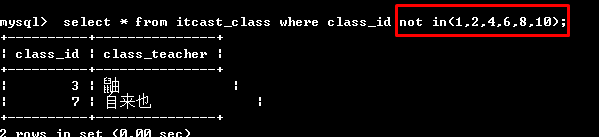 mysql>  select * from itcast_class where class_id not in(1,2,4,6,8,10);
+----------+---------------+
| class_id | class_teacher |
+----------+---------------+
|        3 | 鼬            |
|        7 | 自来也            |
+----------+---------------+
2 rows in set (0.00 sec)